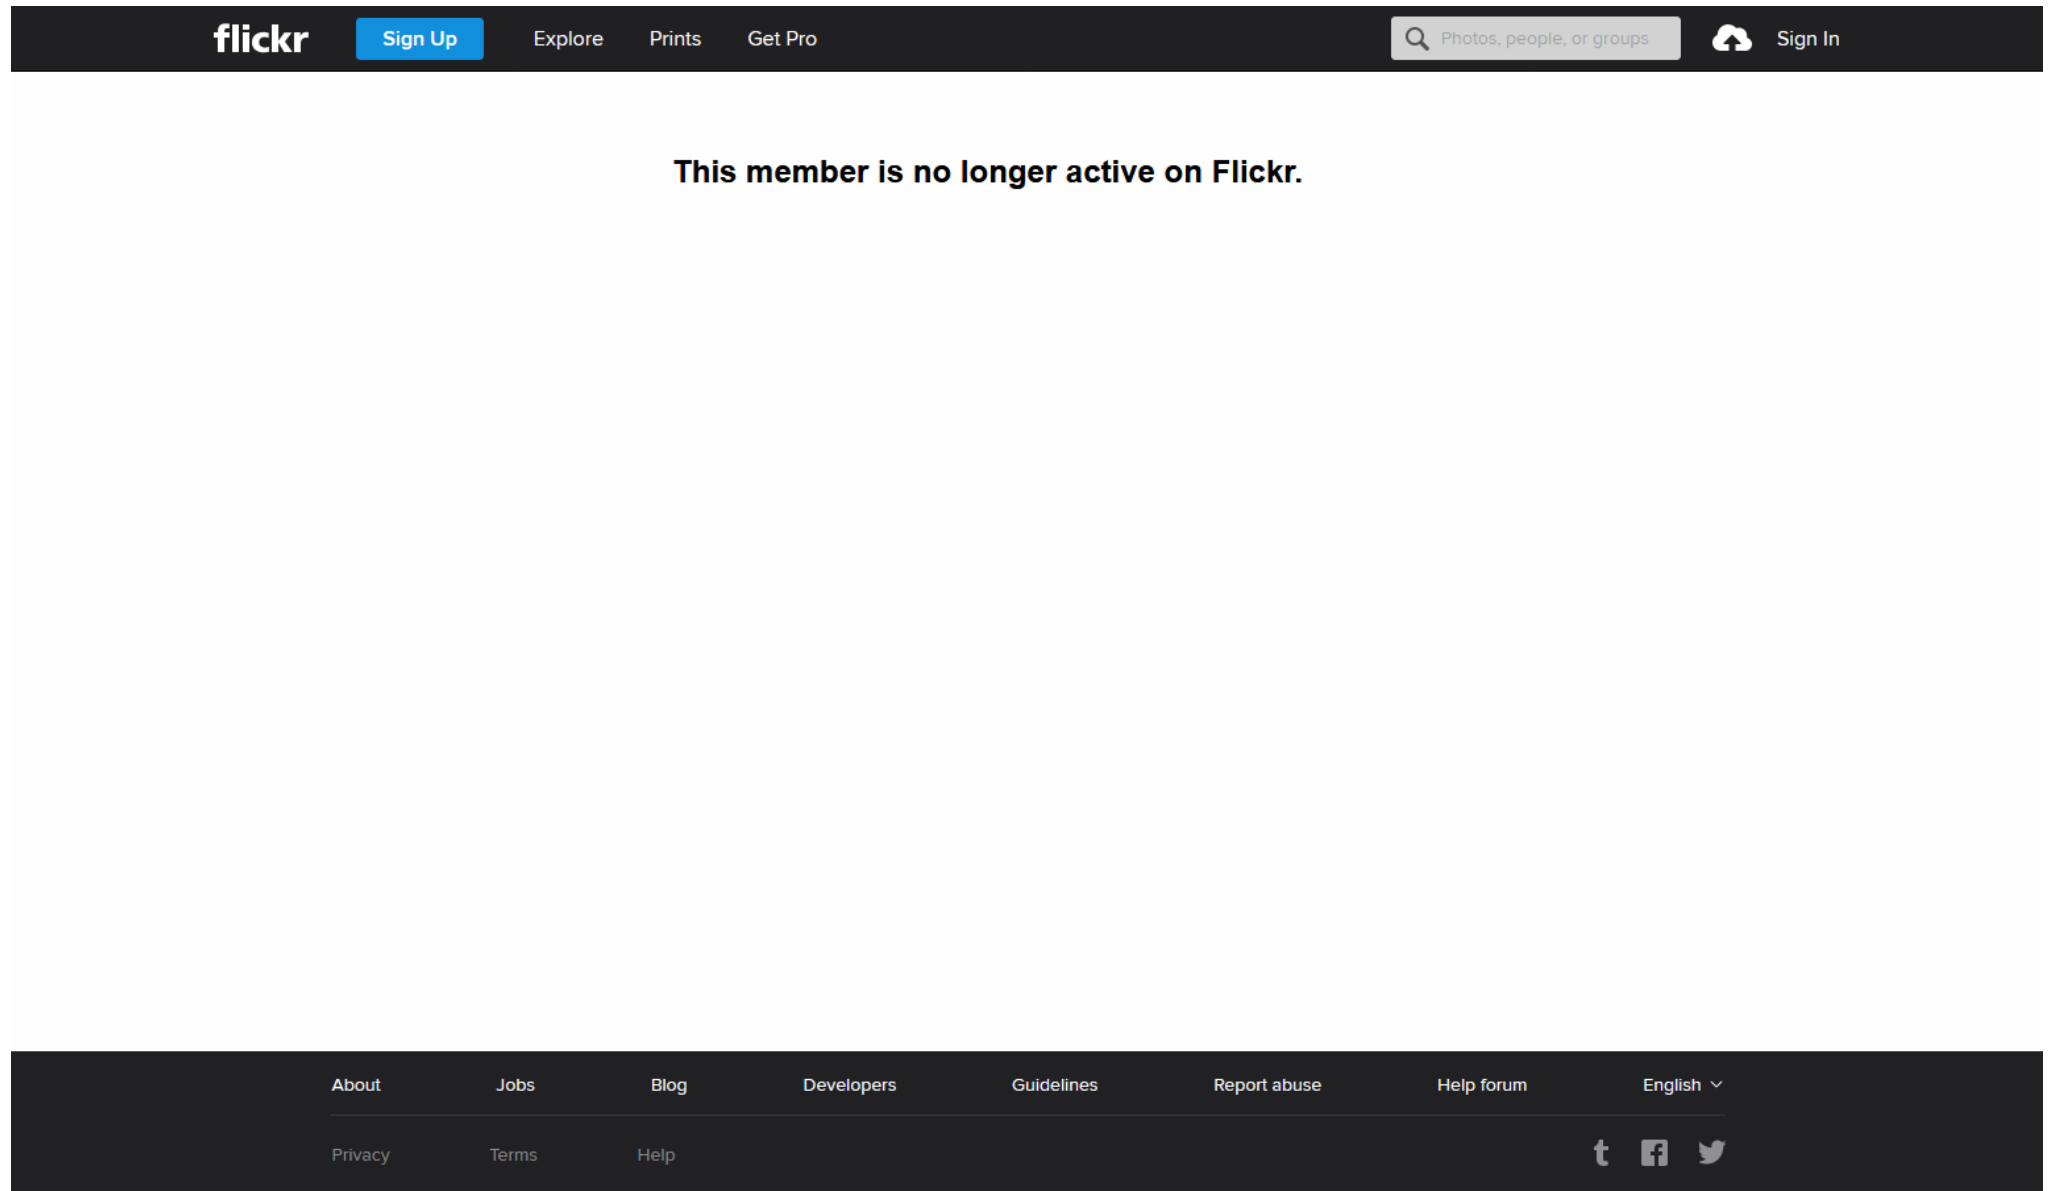 flickr Sign Up Explore Prints Get Pro Photos, people, or groups Sign In
This member is no longer active on Flickr.
About Jobs Blog Developers Guidelines Report abuse Help forum English
Privacy Terms Help